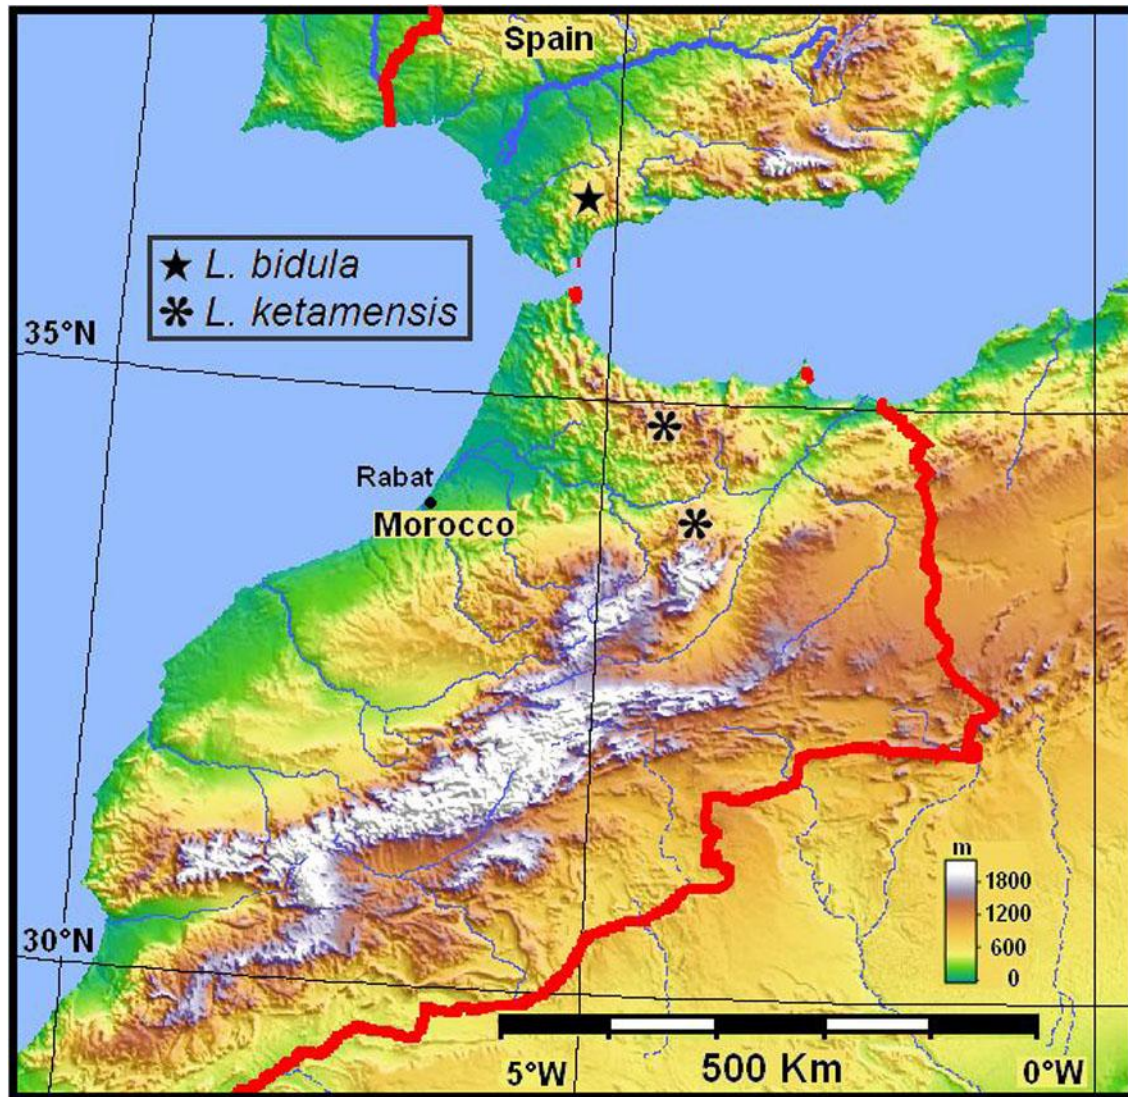 Spain
★ L. bidula
* L. ketamensis
35°N
Rabat
Morocco
m
1800
1200
600
0
30°N
5°W
500 Km
0°W